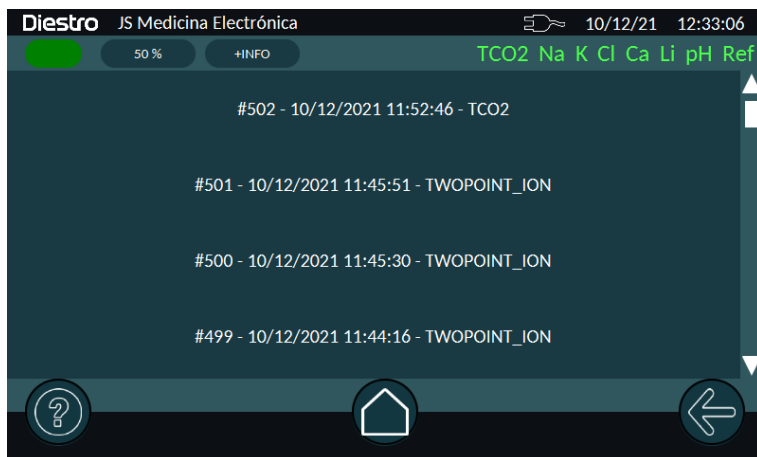 Diestro JS Medicina Electrónica 10/12/21 12:33:06
50 % +INFO TCO2 Na K Cl Ca Li pH Ref
#502 - 10/12/2021 11:52:46 - TCO2
#501 - 10/12/2021 11:45:51 - TWOPOINT_ION
#500 - 10/12/2021 11:45:30 - TWOPOINT_ION
#499 - 10/12/2021 11:44:16 - TWOPOINT_ION
?